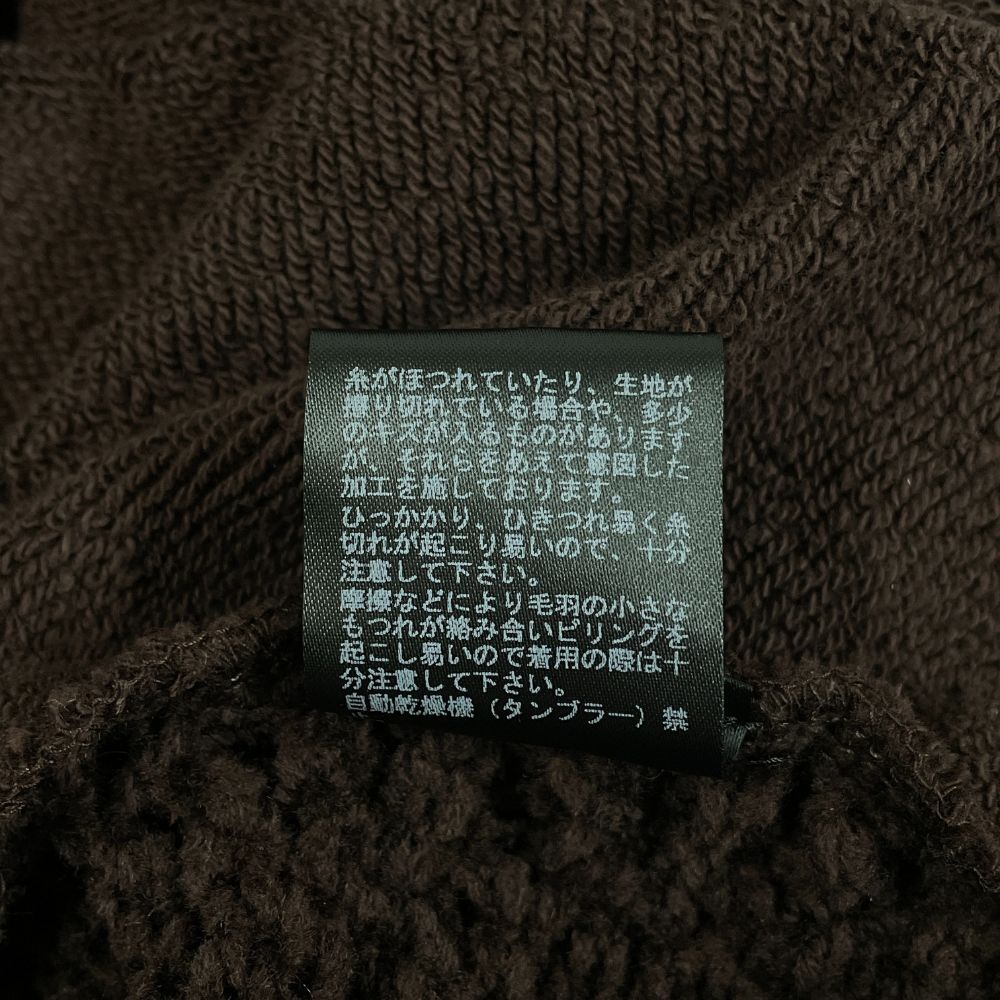 糸がほつれていたり、生地が
擦り切れている場合や、多少
のキズが入るものがあります
が、それらをあえて意図した
加工を施しております。
ひっかかり、ひきつれ易く糸
切れが起こり易いので、十分
注意して下さい。
摩擦などにより毛羽の小さな
もつれが絡み合いピリングを
起こし易いので着用の際は十
分注意して下さい。
自動乾燥機（タンブラー）禁